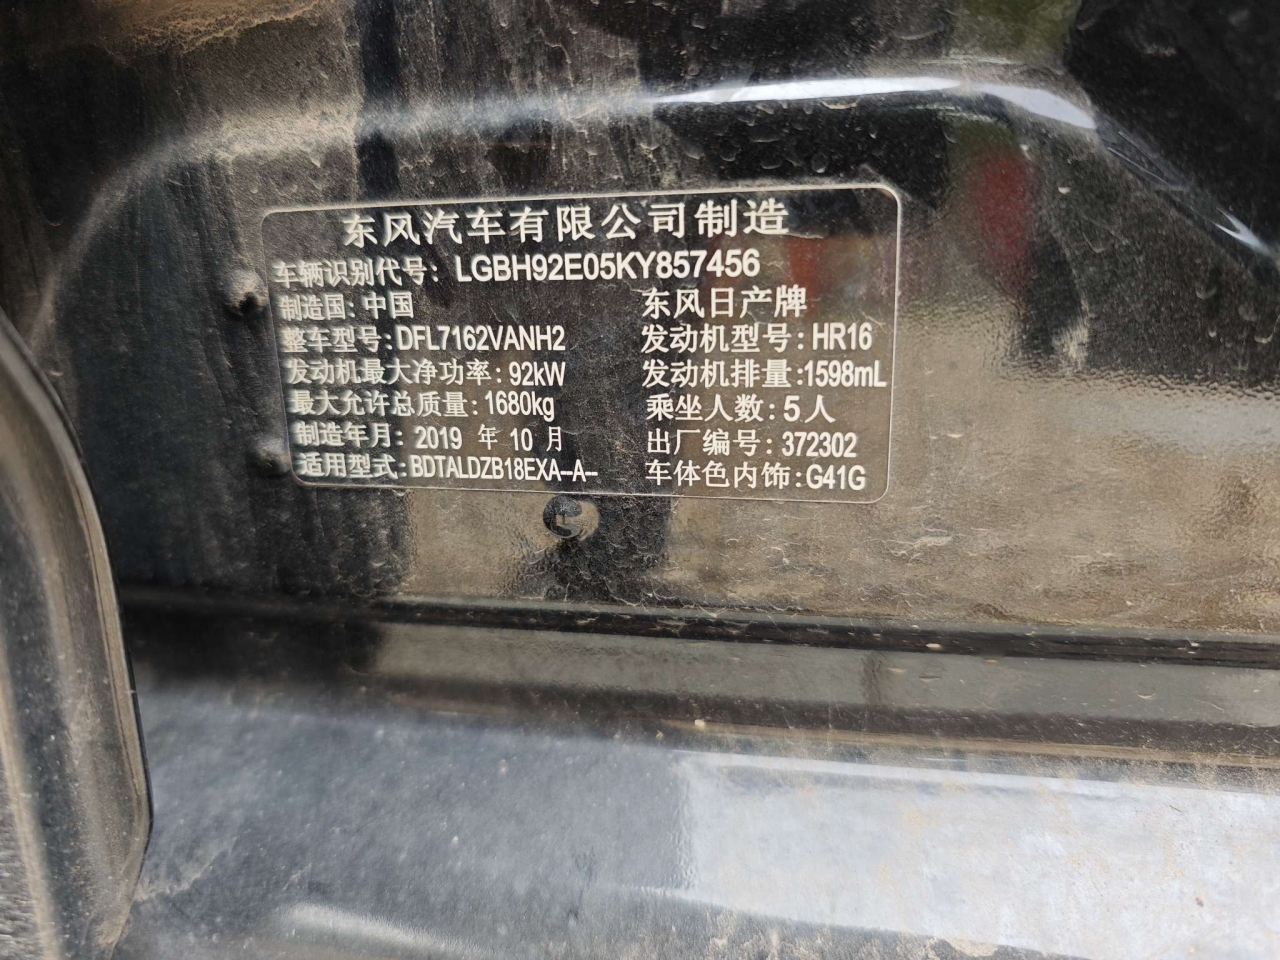 东风汽车有限公司制造
车辆识别代号: LGBH92E05KY857456
制造国: 中国 东风日产牌
整车型号: DFL7162VANH2 发动机型号: HR16
发动机最大净功率: 92kW 发动机排量: 1598mL
最大允许总质量: 1680kg 乘坐人数: 5人
制造年月: 2019 年 10 月 出厂编号: 372302
适用型式: BDTALDZB18EXA--A-- 车体色内饰: G41G